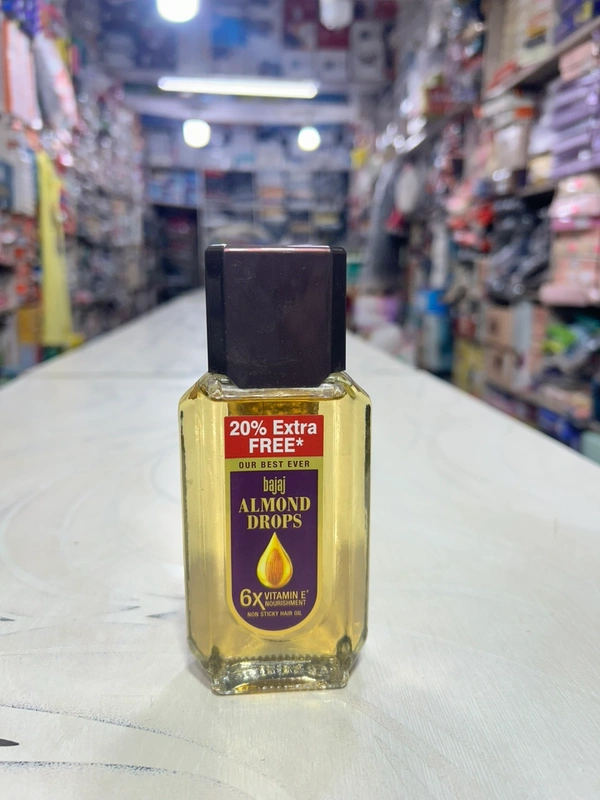 20% Extra
FREE*
OUR BEST EVER
bajaj
ALMOND
DROPS
6x VITAMIN E*
NOURISHMENT
NON STICKY HAIR OIL